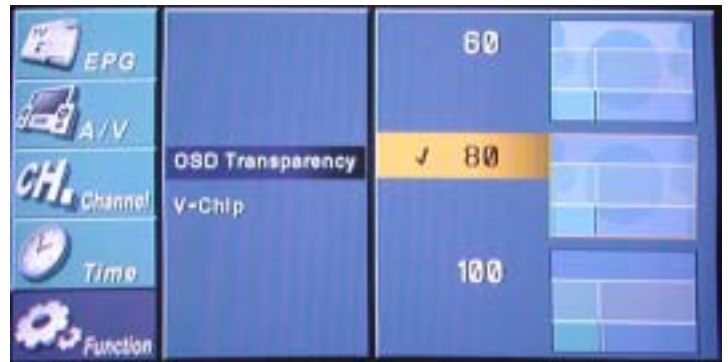 EPG
A/V
CH. Channel
Time
Function
OSD Transparency
V-Chip
60
✓ 80
100